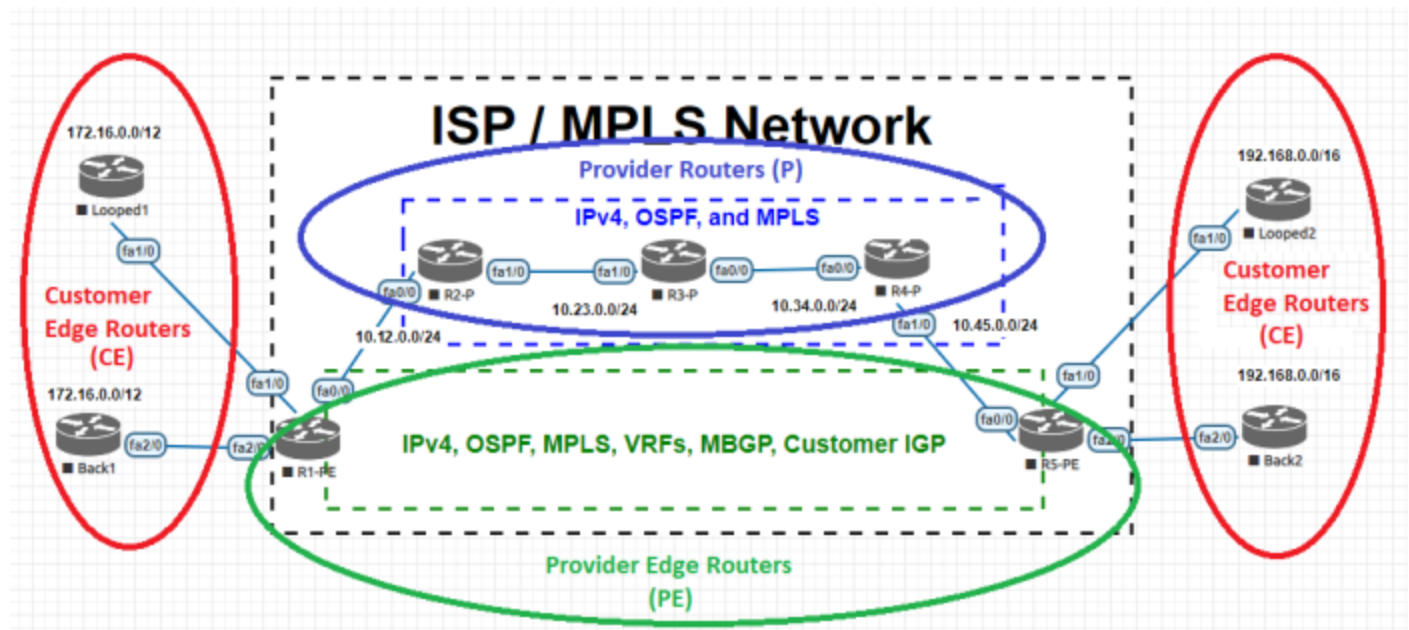 ISP / MPLS Network
172.16.0.0/12
Looped1
fa1/0
Customer
Edge Routers
(CE)
172.16.0.0/12
Back1
fa2/0
fa1/0
fa2/0
R1-PE
fa0/0
10.12.0.0/24
Provider Routers (P)
IPv4, OSPF, and MPLS
fa0/0
R2-P
fa1/0
10.23.0.0/24
fa1/0
R3-P
fa0/0
10.34.0.0/24
fa0/0
R4-P
fa1/0
10.45.0.0/24
IPv4, OSPF, MPLS, VRFs, MBGP, Customer IGP
fa0/0
R5-PE
fa1/0
fa2/0
Provider Edge Routers
(PE)
192.168.0.0/16
Looped2
fa1/0
Customer
Edge Routers
(CE)
192.168.0.0/16
fa2/0
Back2